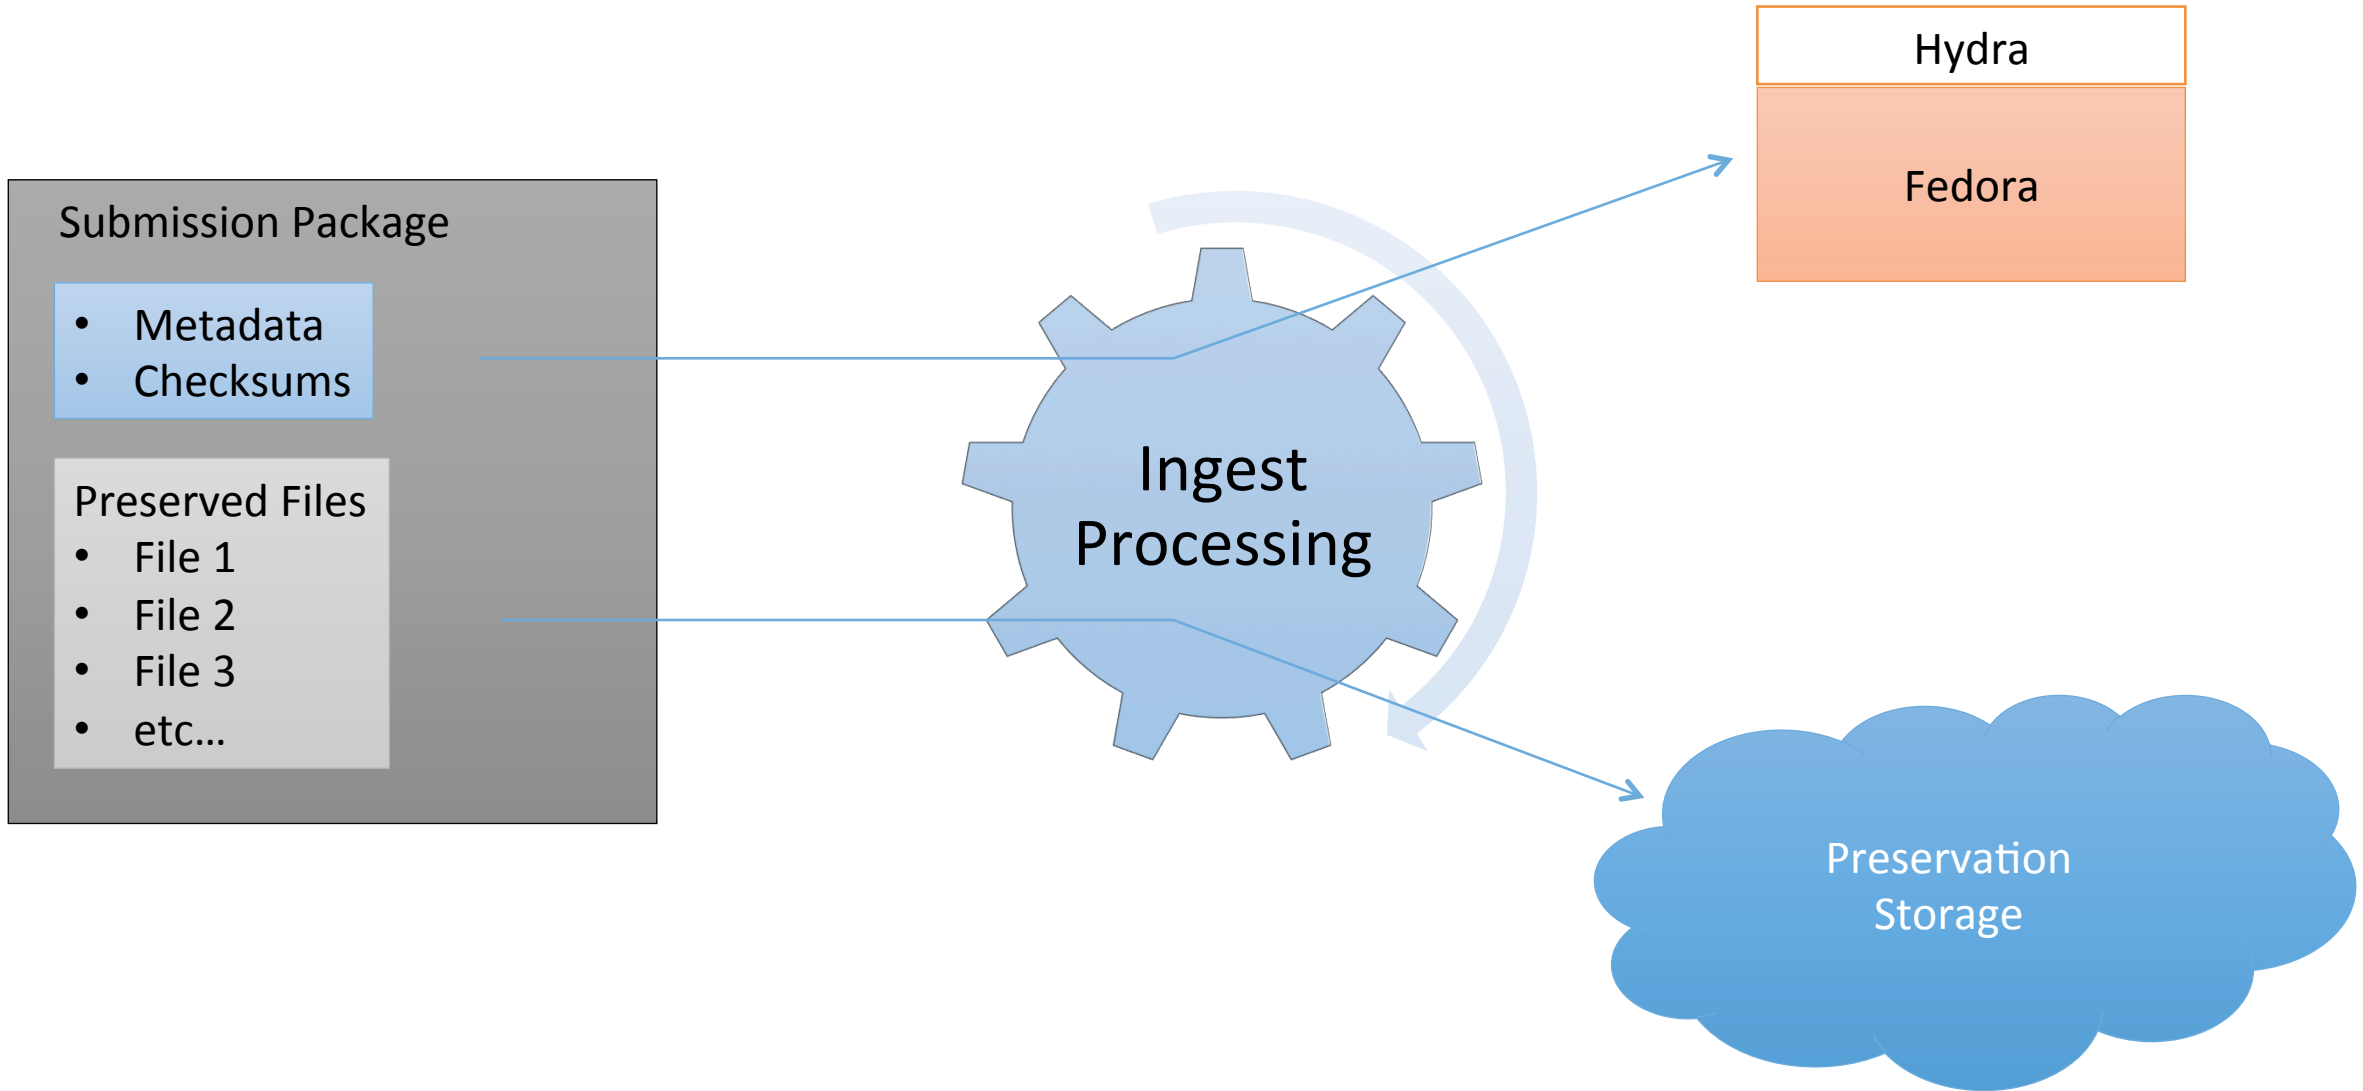 Submission Package
• Metadata
• Checksums
Preserved Files
• File 1
• File 2
• File 3
• etc...
Ingest
Processing
Hydra
Fedora
Preservation
Storage